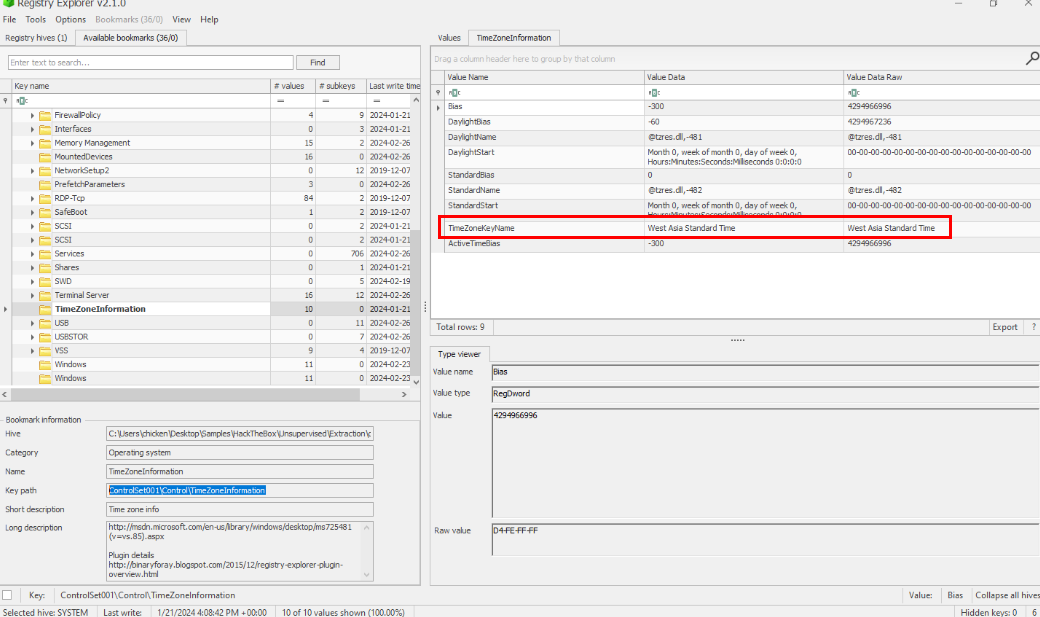 Registry Explorer v2.1.0
File Tools Options Bookmarks (36/0) View Help
Registry hives (1) Available bookmarks (36/0)
Enter text to search... Find
Key name # values # subkeys Last write time
= = =
FirewallPolicy 4 9 2024-01-21
Interfaces 0 3 2024-01-21
Memory Management 15 2 2024-02-26
MountedDevices 16 0 2024-02-26
NetworkSetup2 0 12 2019-12-07
PrefetchParameters 3 0 2024-02-26
RDP-Tcp 84 2 2019-12-07
SafeBoot 1 2 2019-12-07
SCSI 0 2 2024-01-21
SCSI 0 2 2024-01-21
Services 0 706 2024-02-26
Shares 0 1 2024-01-21
SWD 0 5 2024-02-19
Terminal Server 16 12 2024-02-26
TimeZoneInformation 10 0 2024-01-21
USB 0 11 2024-02-26
USBSTOR 0 7 2024-02-26
VSS 9 4 2019-12-07
Windows 11 0 2024-02-23
Windows 11 0 2024-02-23
Bookmark information
Hive C:\Users\chicken\Desktop\Samples\HackTheBox\Unsupervised\Extraction\
Category Operating system
Name TimeZoneInformation
Key path ControlSet001\Control\TimeZoneInformation
Short description Time zone info
Long description http://msdn.microsoft.com/en-us/library/windows/desktop/ms725481
(v=vs.85).aspx
Plugin details
http://binaryforay.blogspot.com/2015/12/registry-explorer-plugin-
overview.html
Values TimeZoneInformation
Drag a column header here to group by that column
Value Name Value Data Value Data Raw
Bias -300 4294966996
DaylightBias -60 4294967236
DaylightName @tzres.dll,-481 @tzres.dll,-481
DaylightStart Month 0, week of month 0, day of week 0, 00-00-00-00-00-00-00-00-00-00-00-00-00-00-00-00
Hours:Minutes:Seconds:Milliseconds 0:0:0:0
StandardBias 0 0
StandardName @tzres.dll,-482 @tzres.dll,-482
StandardStart Month 0, week of month 0, day of week 0, 00-00-00-00-00-00-00-00-00-00-00-00-00-00-00-00
Hours:Minutes:Seconds:Milliseconds 0:0:0:0
TimeZoneKeyName West Asia Standard Time West Asia Standard Time
ActiveTimeBias -300 4294966996
Total rows: 9 Export ?
Type viewer
Value name Bias
Value type RegDword
Value 4294966996
Raw value D4-FE-FF-FF
Key: ControlSet001\Control\TimeZoneInformation Value: Bias Collapse all hives
Selected hive: SYSTEM Last write: 1/21/2024 4:08:42 PM +00:00 10 of 10 values shown (100.00%) Hidden keys: 0 6